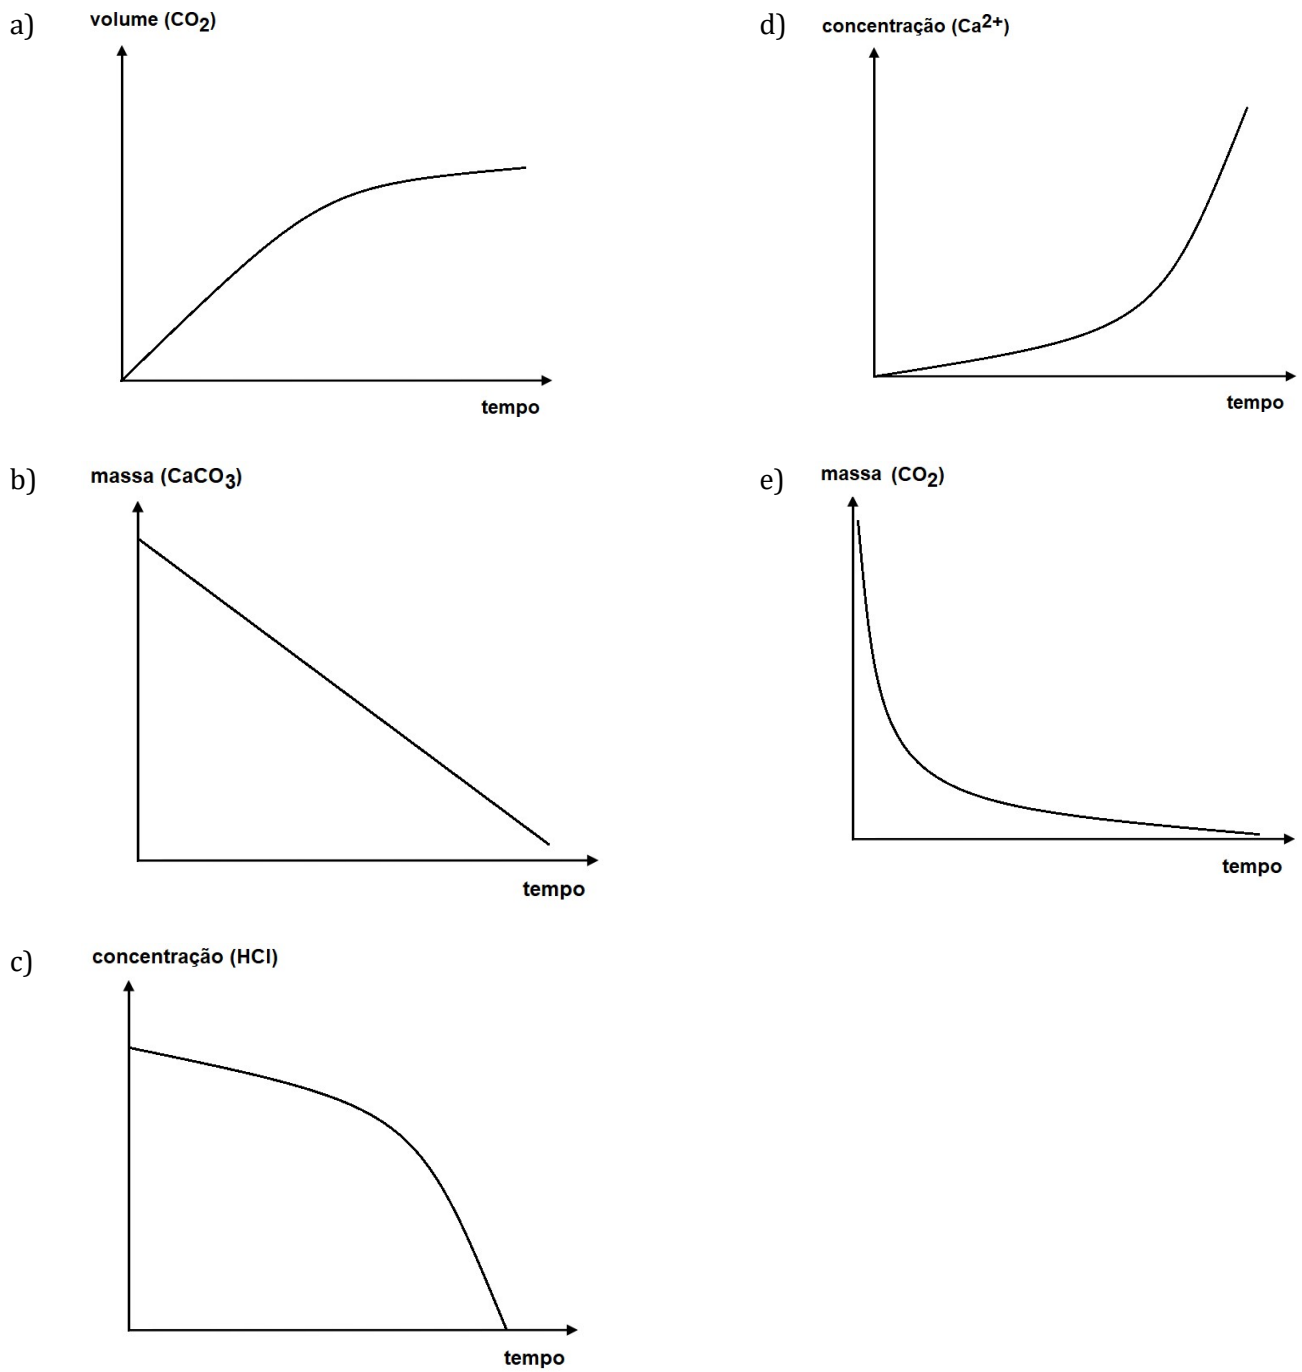 a) volume (CO2)
tempo
b) massa (CaCO3)
tempo
c) concentração (HCl)
tempo
d) concentração (Ca2+)
tempo
e) massa (CO2)
tempo